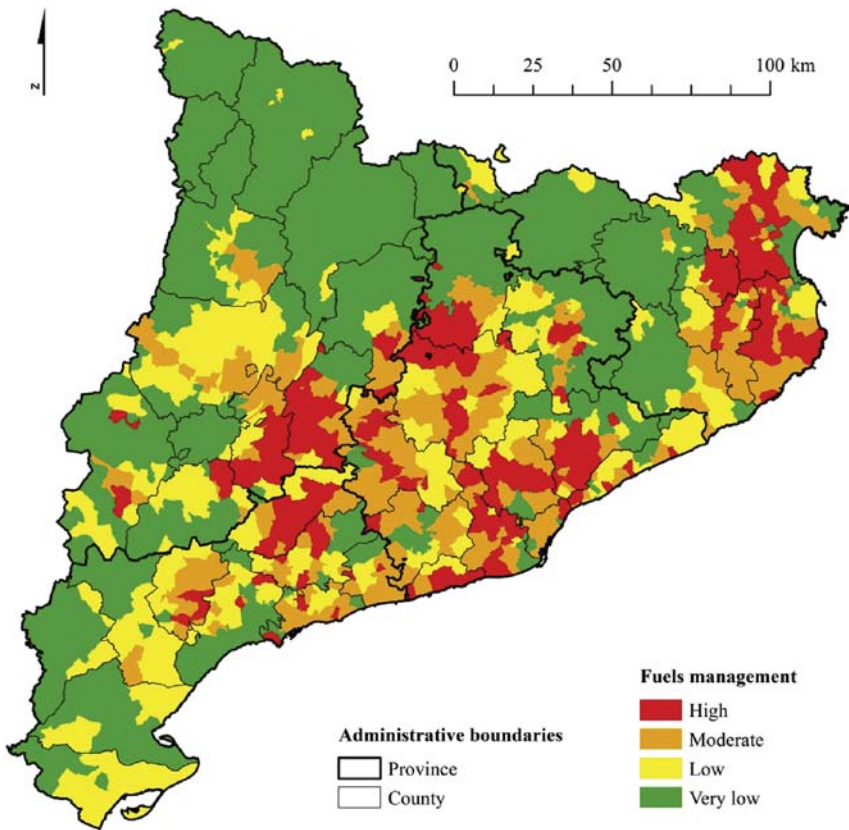 N
0 25 50 100 km
Fuels management
High
Moderate
Low
Very low
Administrative boundaries
Province
County